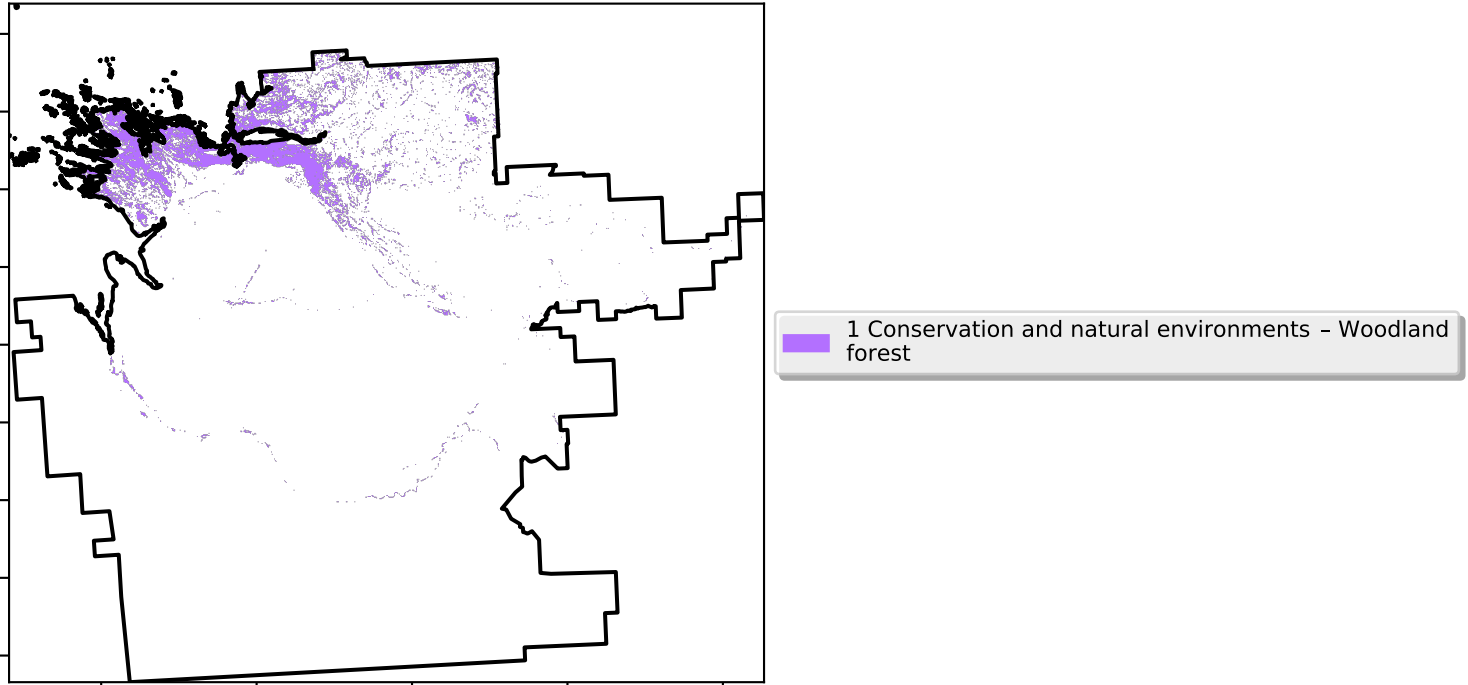 1 Conservation and natural environments – Woodland
forest